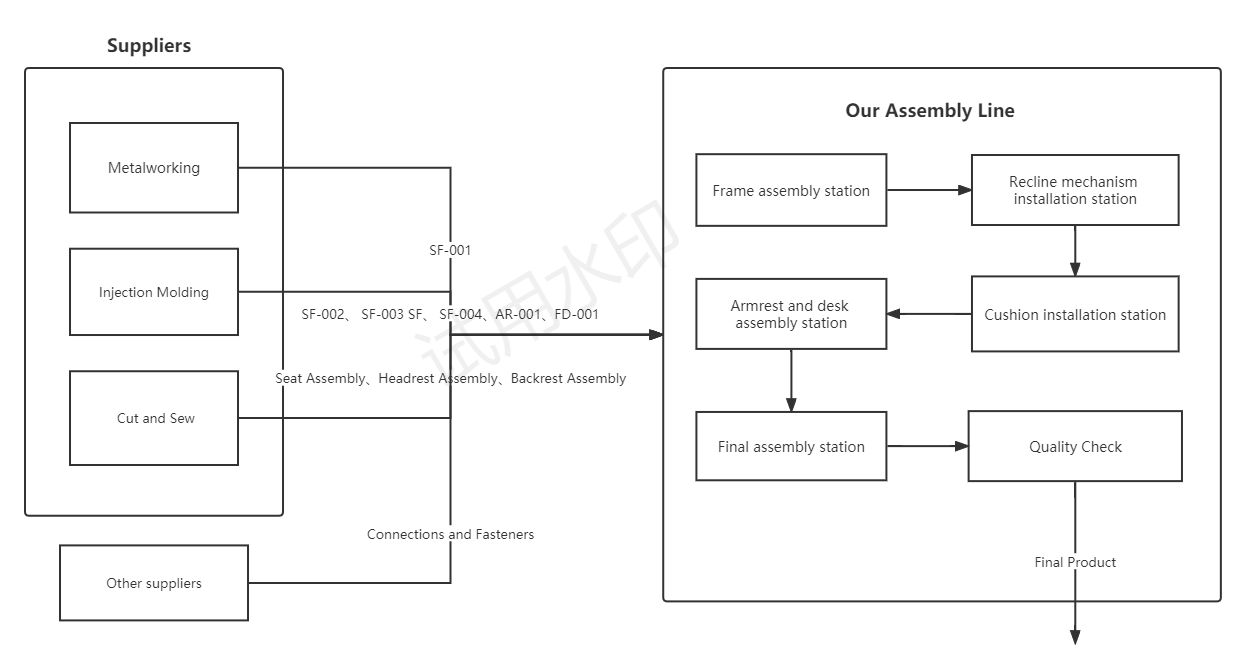 Suppliers
Metalworking
Injection Molding
Cut and Sew
Other suppliers
SF-001
SF-002、 SF-003 SF、 SF-004、AR-001、FD-001
Seat Assembly、Headrest Assembly、Backrest Assembly
Connections and Fasteners
试用水印
Our Assembly Line
Frame assembly station
Recline mechanism
installation station
Cushion installation station
Armrest and desk
assembly station
Final assembly station
Quality Check
Final Product